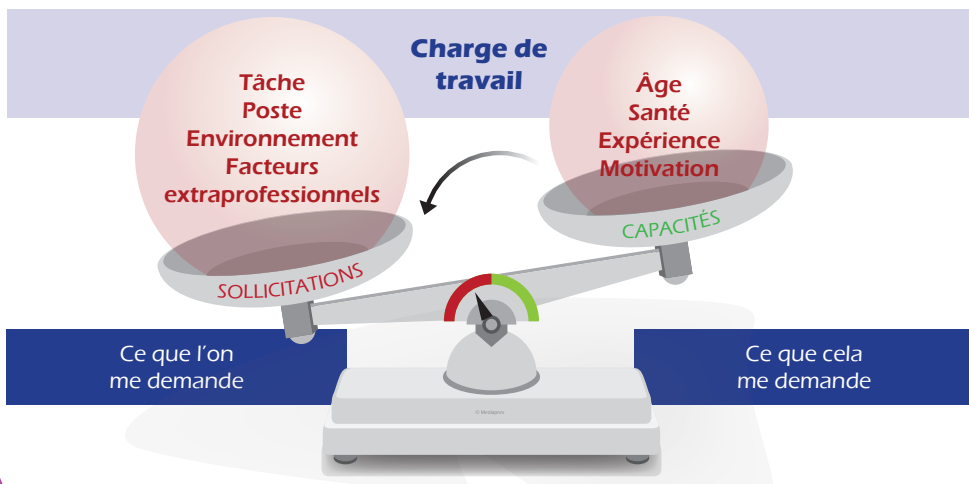 Charge de
travail
Tâche
Poste
Environnement
Facteurs
extraprofessionnels
SOLLICITATIONS
Âge
Santé
Expérience
Motivation
CAPACITÉS
Ce que l'on
me demande
Ce que cela
me demande